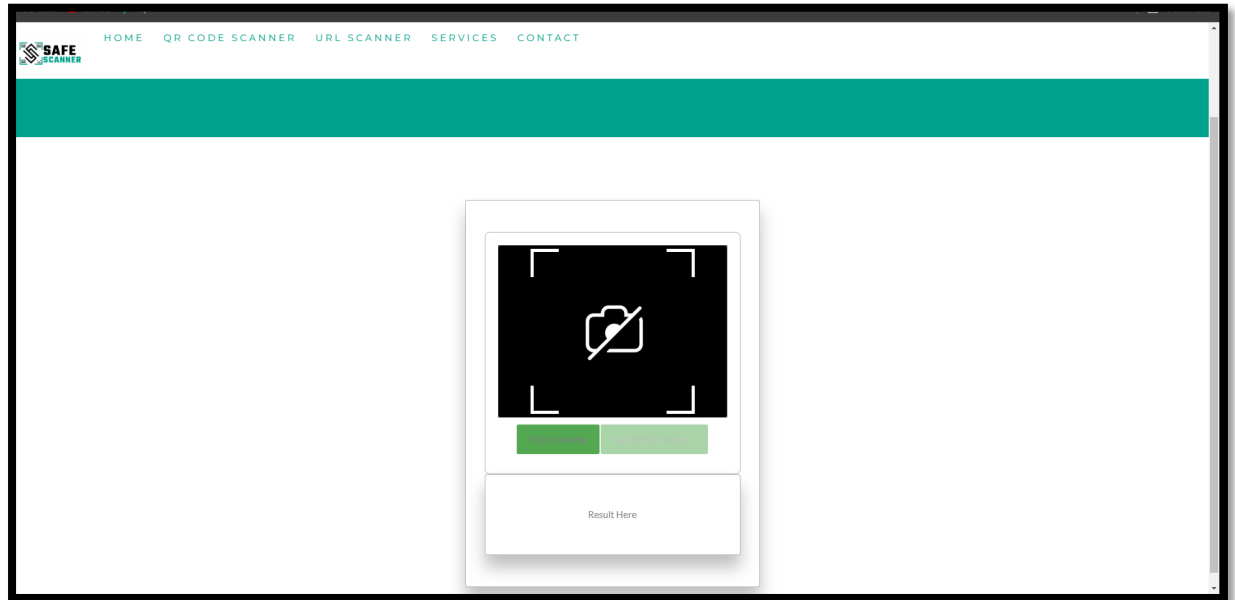 HOME QR CODE SCANNER URL SCANNER SERVICES CONTACT
SAFE
SCANNER
Result Here